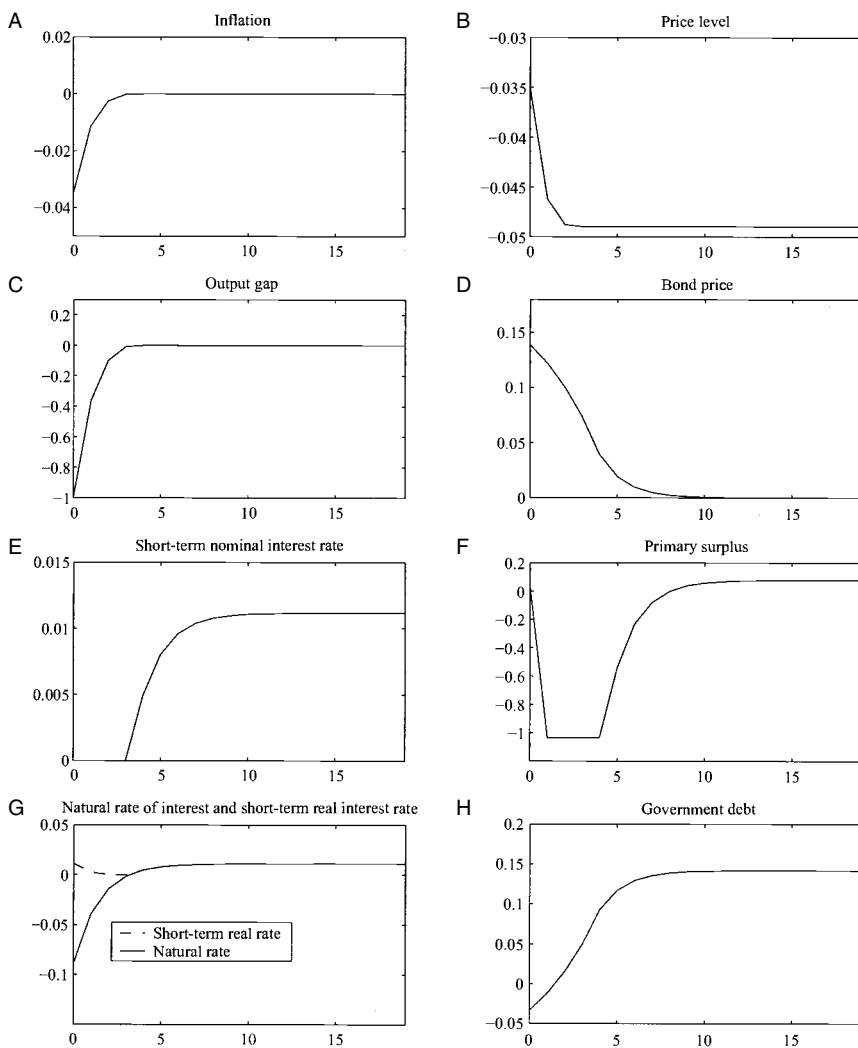 A Inflation
0.02
0
−0.02
−0.04
0 5 10 15
B Price level
−0.03
−0.035
−0.04
−0.045
−0.05
0 5 10 15
C Output gap
0.2
0
−0.2
−0.4
−0.6
−0.8
−1
0 5 10 15
D Bond price
0.15
0.1
0.05
0
0 5 10 15
E Short-term nominal interest rate
0.015
0.01
0.005
0
0 5 10 15
F Primary surplus
0.2
0
−0.2
−0.4
−0.6
−0.8
−1
0 5 10 15
G Natural rate of interest and short-term real interest rate
0.05
0
−0.05
−0.1
Short-term real rate
Natural rate
0 5 10 15
H Government debt
0.2
0.15
0.1
0.05
0
−0.05
0 5 10 15